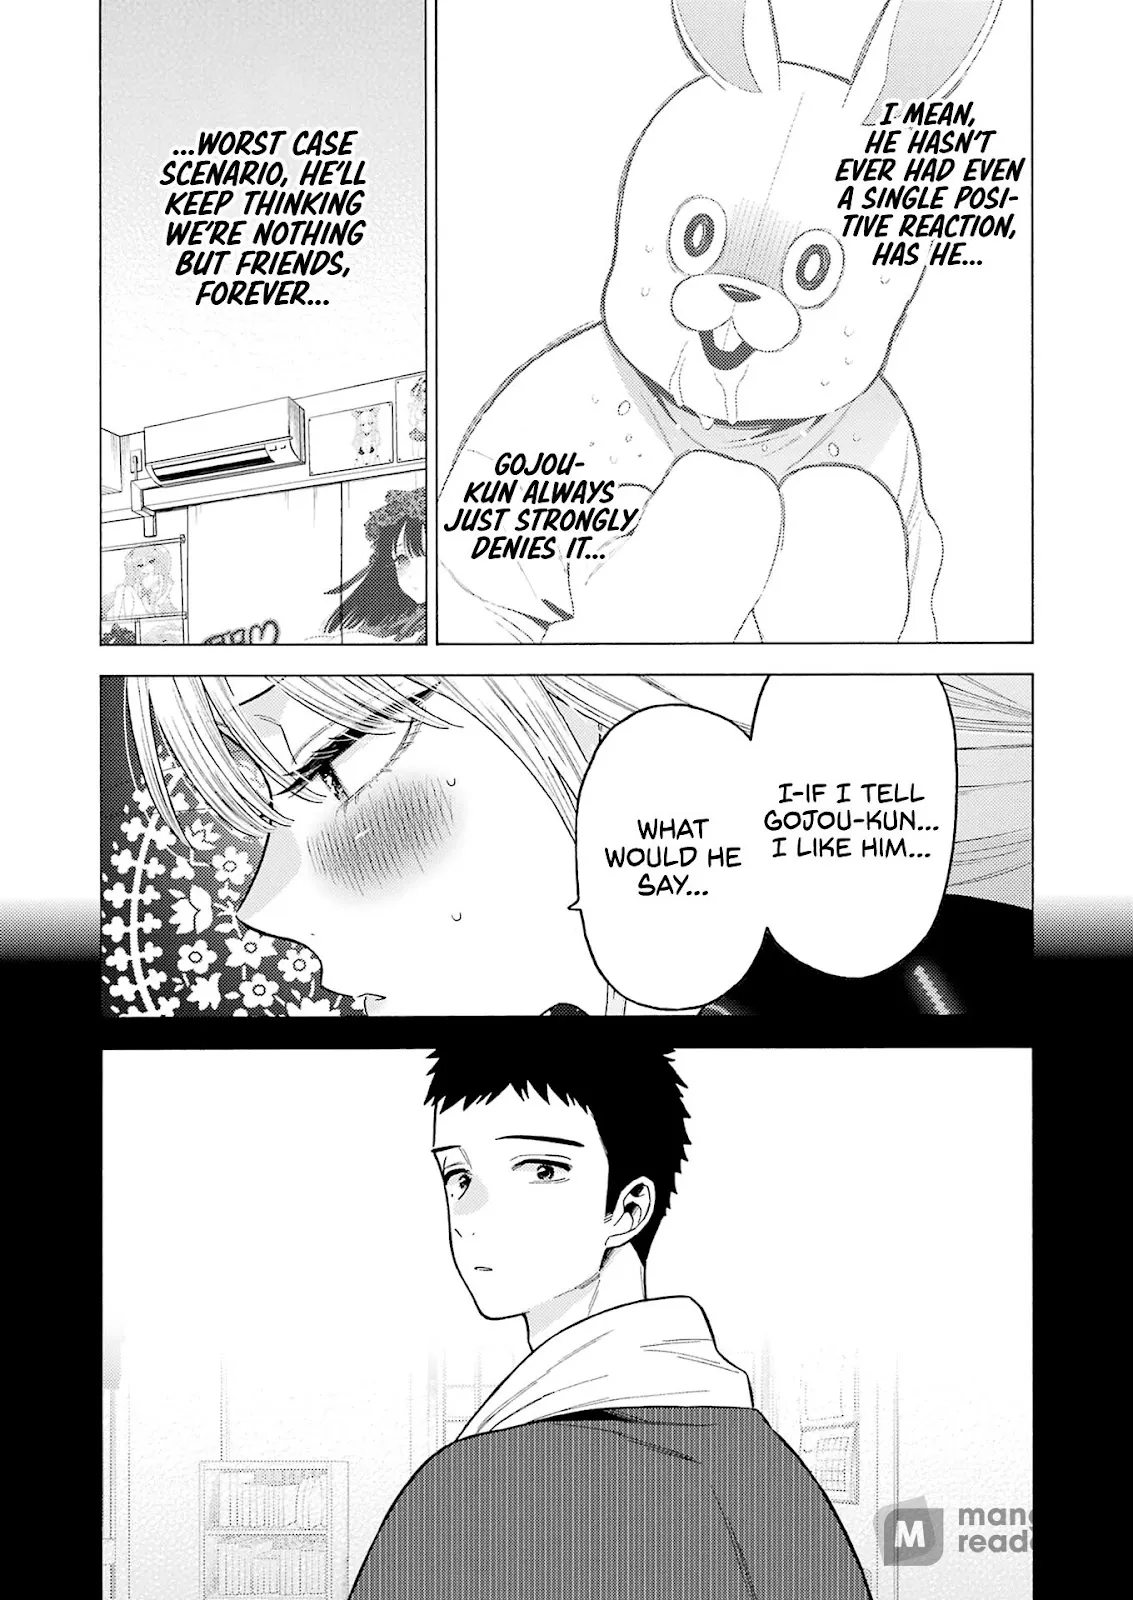 I MEAN,
HE HASN'T
EVER HAD EVEN
A SINGLE POSI-
TIVE REACTION,
HAS HE...
GOJOU-
KUN ALWAYS
JUST STRONGLY
DENIES IT...
...WORST CASE
SCENARIO, HE'LL
KEEP THINKING
WE'RE NOTHING
BUT FRIENDS,
FOREVER...
I-IF I TELL
GOJOU-KUN...
I LIKE HIM...
WHAT
WOULD HE
SAY...
M
mang
reade